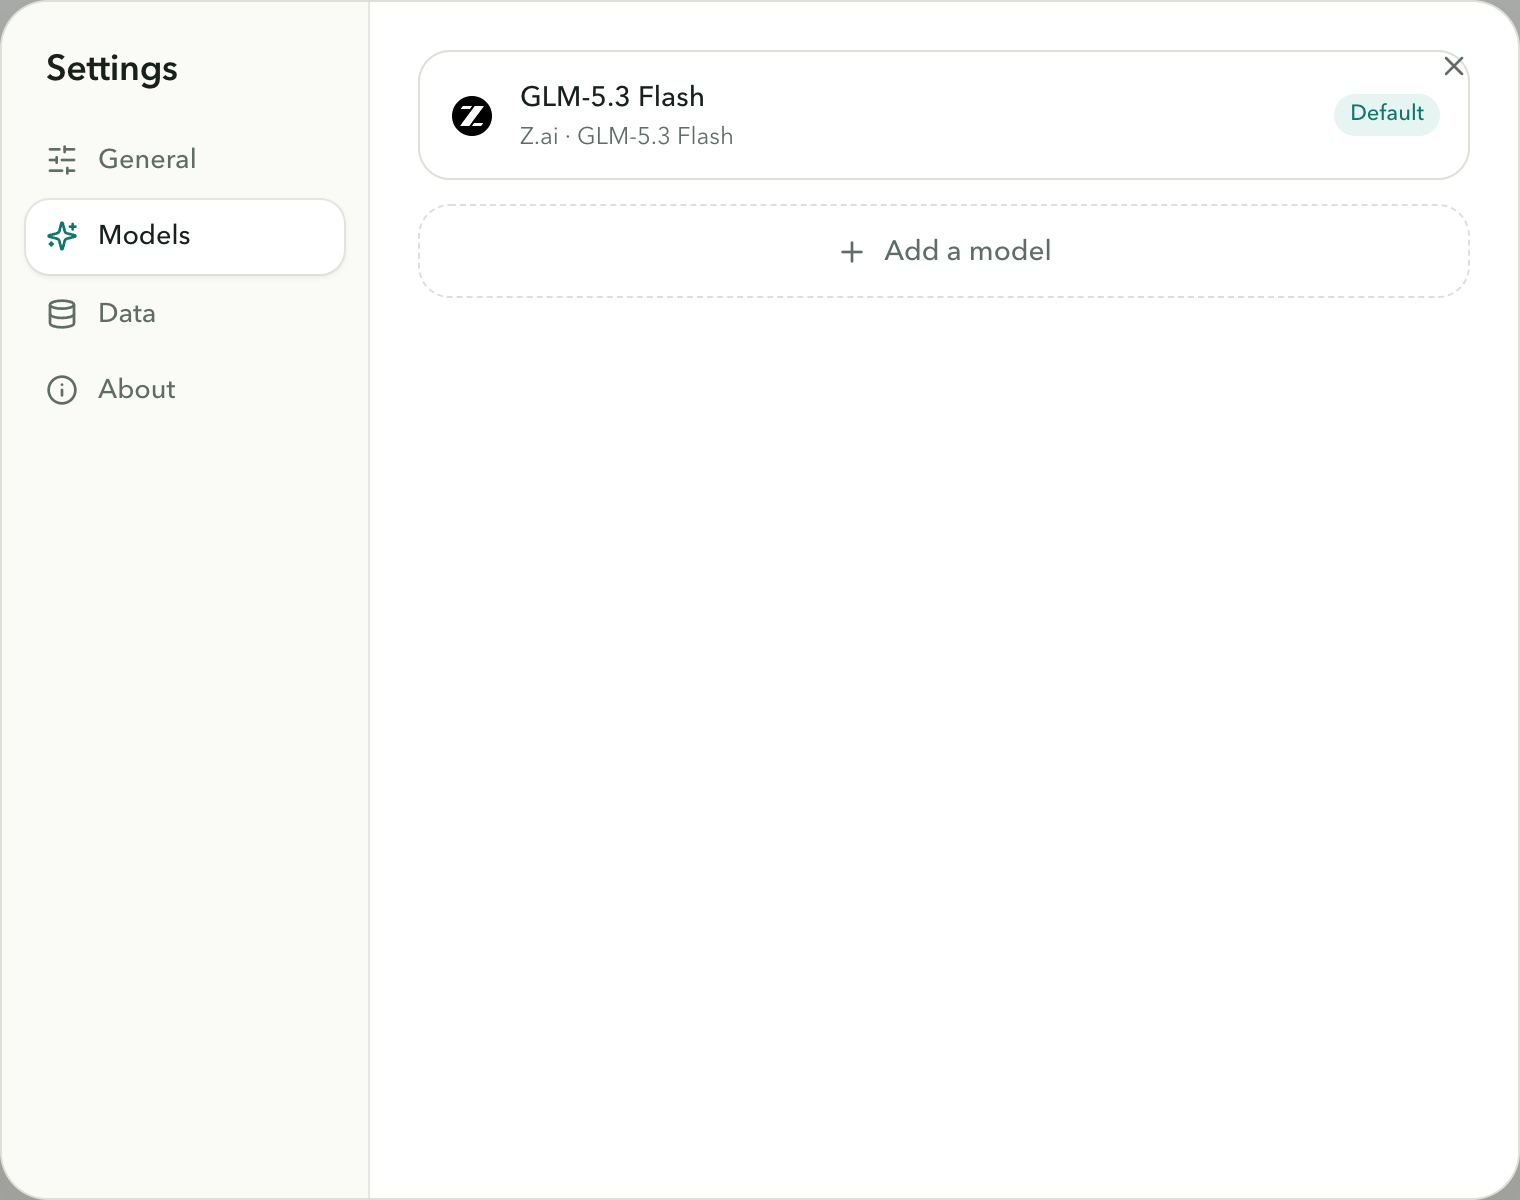 Settings
General
Models
Data
About
GLM-5.3 Flash
Z.ai · GLM-5.3 Flash
Default
Add a model